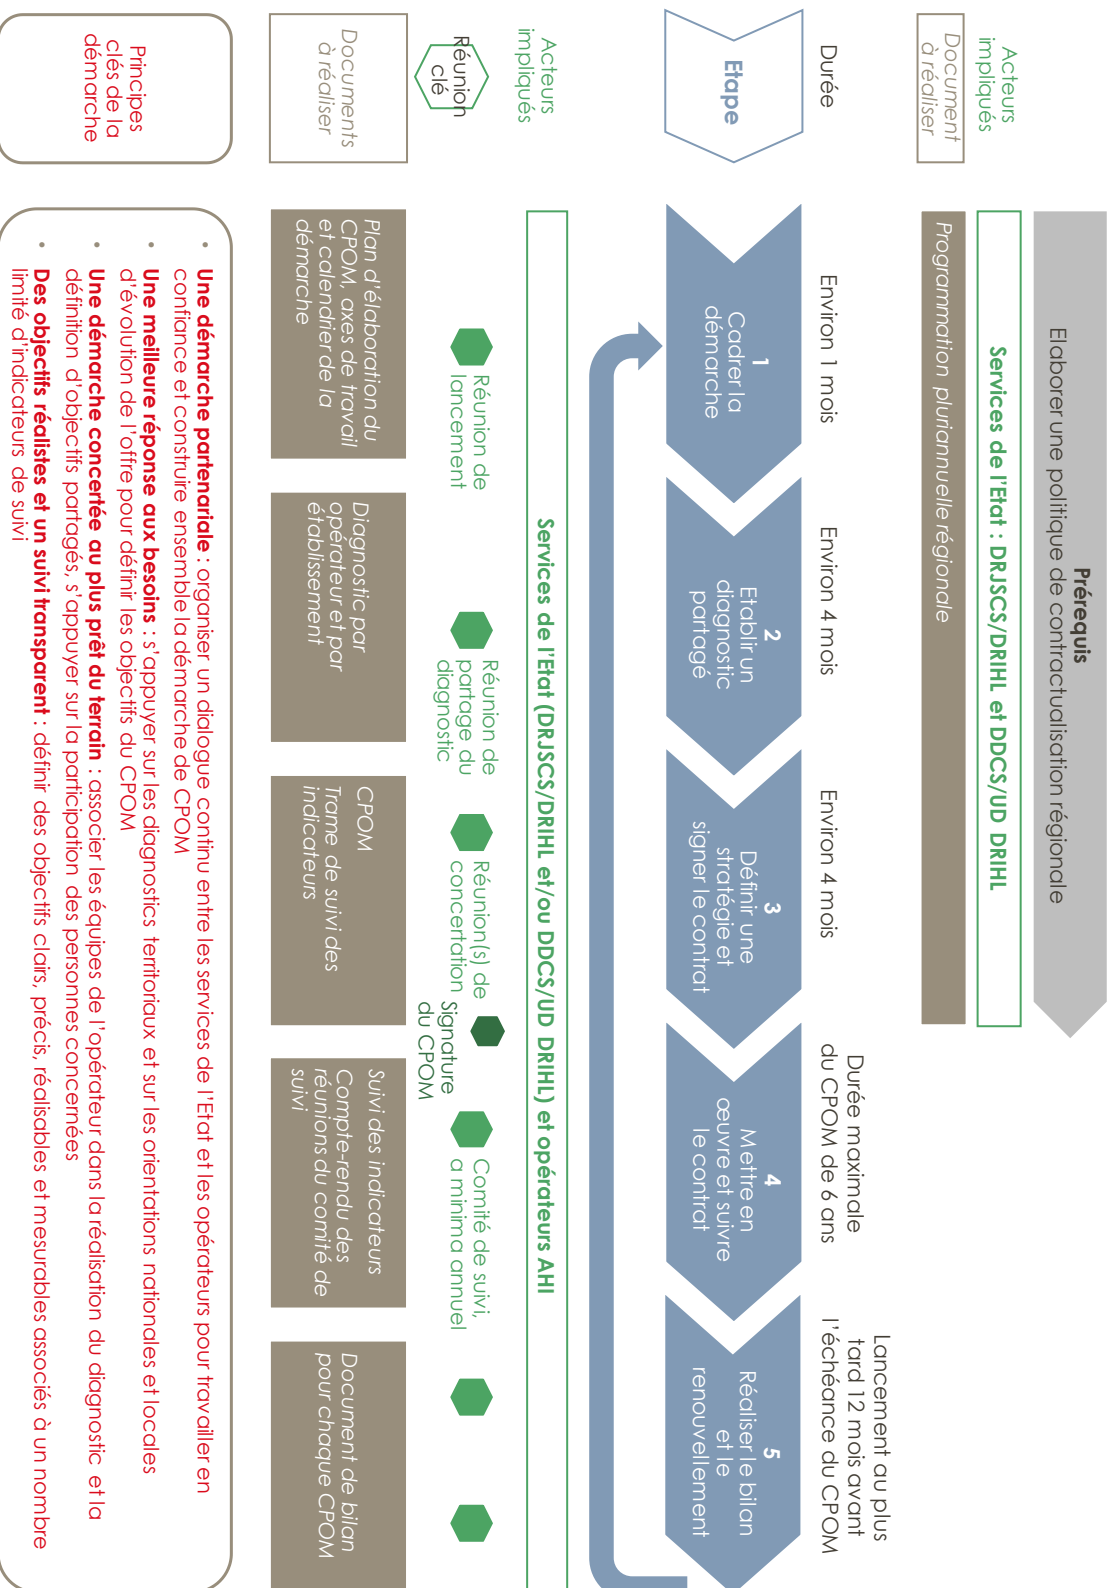 Prérequis
Elaborer une politique de contractualisation régionale
Acteurs
impliqués
Services de l'Etat : DRJSCS/DRIHL et DDCS/UD DRIHL
Document
à réaliser
Programmation pluriannuelle régionale
Durée
Environ 1 mois
Environ 4 mois
Environ 4 mois
Durée maximale
du CPOM de 6 ans
Lancement au plus
tard 12 mois avant
l'échéance du CPOM
Etape
1
Cadrer la
démarche
2
Etablir un
diagnostic
partagé
3
Définir une
stratégie et
signer le contrat
4
Mettre en
œuvre et suivre
le contrat
5
Réaliser le bilan
et le
renouvellement
Acteurs
impliqués
Services de l'Etat (DRJSCS/DRIHL et/ou DDCS/UD DRIHL) et opérateurs AHI
Réunion
clé
Réunion de
lancement
Réunion de
partage du
diagnostic
Réunion(s) de
concertation
Signature
du CPOM
Comité de suivi,
a minima annuel
Documents
à réaliser
Plan d'élaboration du
CPOM, axes de travail
et calendrier de la
démarche
Diagnostic par
opérateur et par
établissement
CPOM
Trame de suivi des
indicateurs
Suivi des indicateurs
Compte-rendu des
réunions du comité de
suivi
Document de bilan
pour chaque CPOM
Principes
clés de la
démarche
• Une démarche partenariale : organiser un dialogue continu entre les services de l'Etat et les opérateurs pour travailler en
confiance et construire ensemble la démarche de CPOM
• Une meilleure réponse aux besoins : s'appuyer sur les diagnostics territoriaux et sur les orientations nationales et locales
d'évolution de l'offre pour définir les objectifs du CPOM
• Une démarche concertée au plus prêt du terrain : associer les équipes de l'opérateur dans la réalisation du diagnostic et la
définition d'objectifs partagés, s'appuyer sur la participation des personnes concernées
• Des objectifs réalistes et un suivi transparent : définir des objectifs clairs, précis, réalisables et mesurables associés à un nombre
limité d'indicateurs de suivi